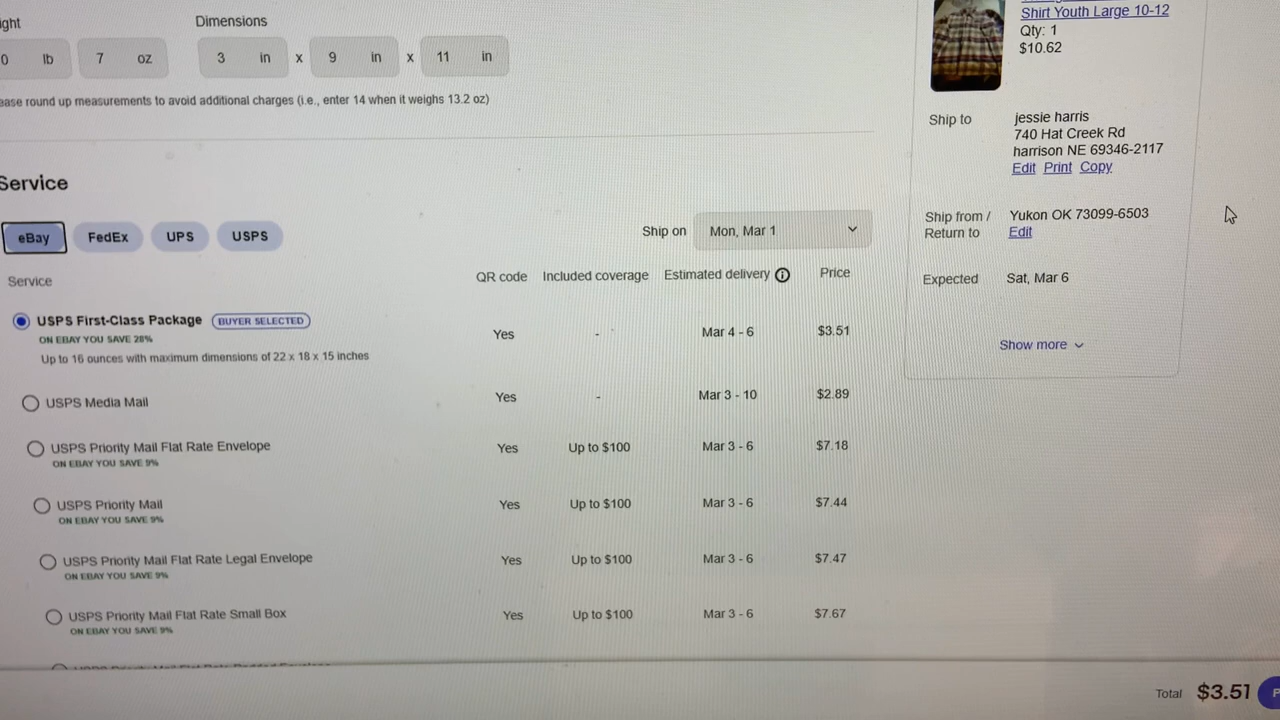 ght
Dimensions
0 lb 7 oz 3 in x 9 in x 11 in
ease round up measurements to avoid additional charges (i.e., enter 14 when it weighs 13.2 oz)
Service
eBay FedEx UPS USPS
Ship on Mon, Mar 1
Service QR code Included coverage Estimated delivery Price
USPS First-Class Package BUYER SELECTED Yes - Mar 4 - 6 $3.51
ON EBAY YOU SAVE 28%
Up to 16 ounces with maximum dimensions of 22 x 18 x 15 inches
USPS Media Mail Yes - Mar 3 - 10 $2.89
USPS Priority Mail Flat Rate Envelope Yes Up to $100 Mar 3 - 6 $7.18
ON EBAY YOU SAVE 9%
USPS Priority Mail Yes Up to $100 Mar 3 - 6 $7.44
ON EBAY YOU SAVE 9%
USPS Priority Mail Flat Rate Legal Envelope Yes Up to $100 Mar 3 - 6 $7.47
ON EBAY YOU SAVE 9%
USPS Priority Mail Flat Rate Small Box Yes Up to $100 Mar 3 - 6 $7.67
ON EBAY YOU SAVE 9%
Shirt Youth Large 10-12
Qty: 1
$10.62
Ship to jessie harris
740 Hat Creek Rd
harrison NE 69346-2117
Edit Print Copy
Ship from / Yukon OK 73099-6503
Return to Edit
Expected Sat, Mar 6
Show more
Total $3.51 P